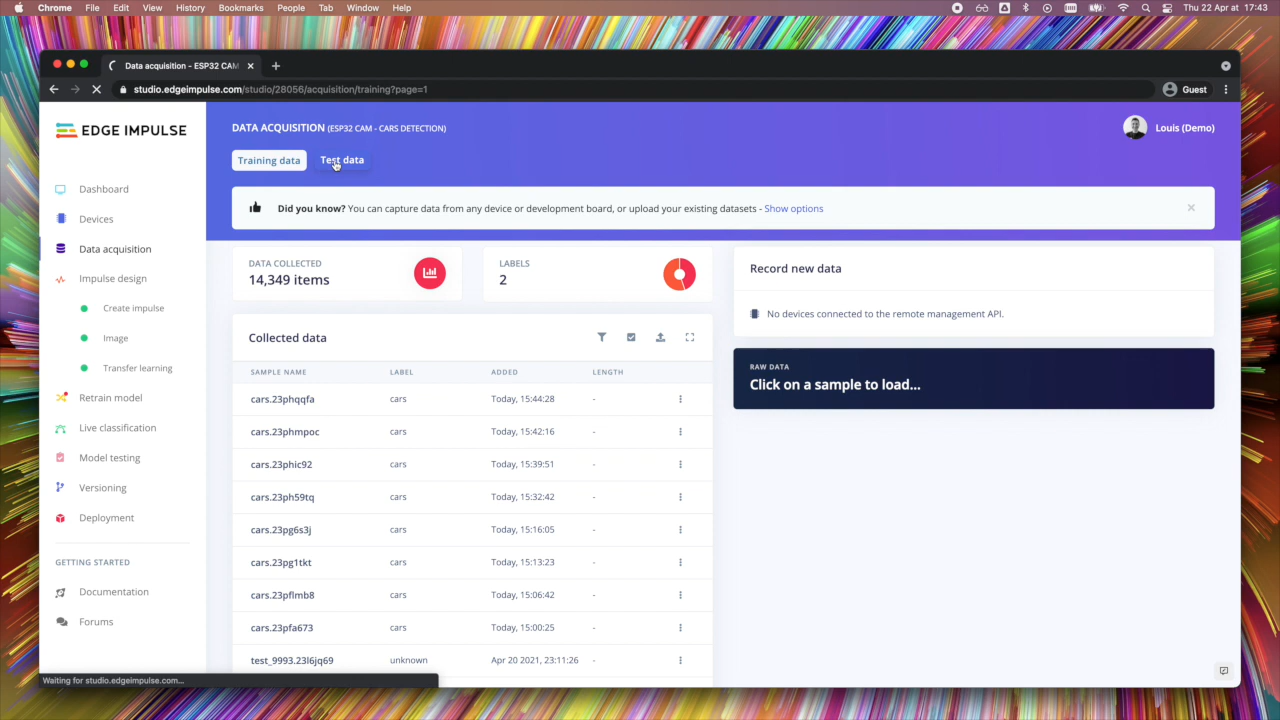 Chrome File Edit View History Bookmarks People Tab Window Help Thu 22 Apr at 17:43
Data acquisition - ESP32 CAM
studio.edgeimpulse.com/studio/28056/acquisition/training?page=1 Guest
EDGE IMPULSE
Dashboard
Devices
Data acquisition
Impulse design
Create impulse
Image
Transfer learning
Retrain model
Live classification
Model testing
Versioning
Deployment
GETTING STARTED
Documentation
Forums
DATA ACQUISITION (ESP32 CAM - CARS DETECTION)
Louis (Demo)
Training data Test data
Did you know? You can capture data from any device or development board, or upload your existing datasets - Show options
DATA COLLECTED
14,349 items
LABELS
2
Collected data
SAMPLE NAME LABEL ADDED LENGTH
cars.23phqqfa cars Today, 15:44:28 -
cars.23phmpoc cars Today, 15:42:16 -
cars.23phic92 cars Today, 15:39:51 -
cars.23ph59tq cars Today, 15:32:42 -
cars.23pg6s3j cars Today, 15:16:05 -
cars.23pg1tkt cars Today, 15:13:23 -
cars.23pflmb8 cars Today, 15:06:42 -
cars.23pfa673 cars Today, 15:00:25 -
test_9993.23l6jq69 unknown Apr 20 2021, 23:11:26 -
Record new data
No devices connected to the remote management API.
RAW DATA
Click on a sample to load...
Waiting for studio.edgeimpulse.com...